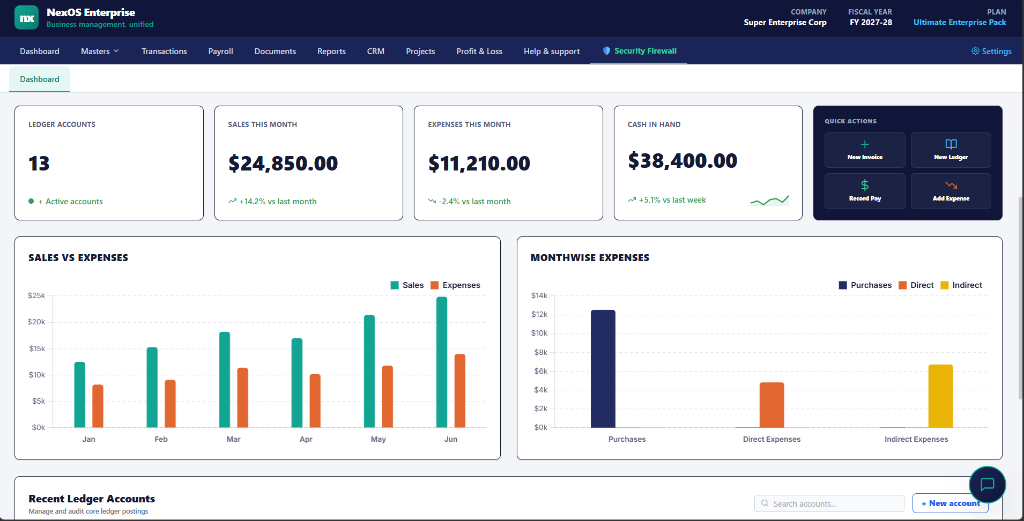 nx
NexOS Enterprise
Business management, unified
COMPANY
Super Enterprise Corp
FISCAL YEAR
FY 2027-28
PLAN
Ultimate Enterprise Pack
Dashboard Masters Transactions Payroll Documents Reports CRM Projects Profit & Loss Help & support Security Firewall Settings
Dashboard
LEDGER ACCOUNTS
13
+ Active accounts
SALES THIS MONTH
$24,850.00
+14.2% vs last month
EXPENSES THIS MONTH
$11,210.00
-2.4% vs last month
CASH IN HAND
$38,400.00
+5.1% vs last week
QUICK ACTIONS
New Invoice
New Ledger
Record Pay
Add Expense
SALES VS EXPENSES
Sales Expenses
$25k
$20k
$15k
$10k
$5k
$0k
Jan Feb Mar Apr May Jun
MONTHWISE EXPENSES
Purchases Direct Indirect
$14k
$12k
$10k
$8k
$6k
$4k
$2k
$0k
Purchases Direct Expenses Indirect Expenses
Recent Ledger Accounts
Manage and audit core ledger postings
Search accounts...
+ New account